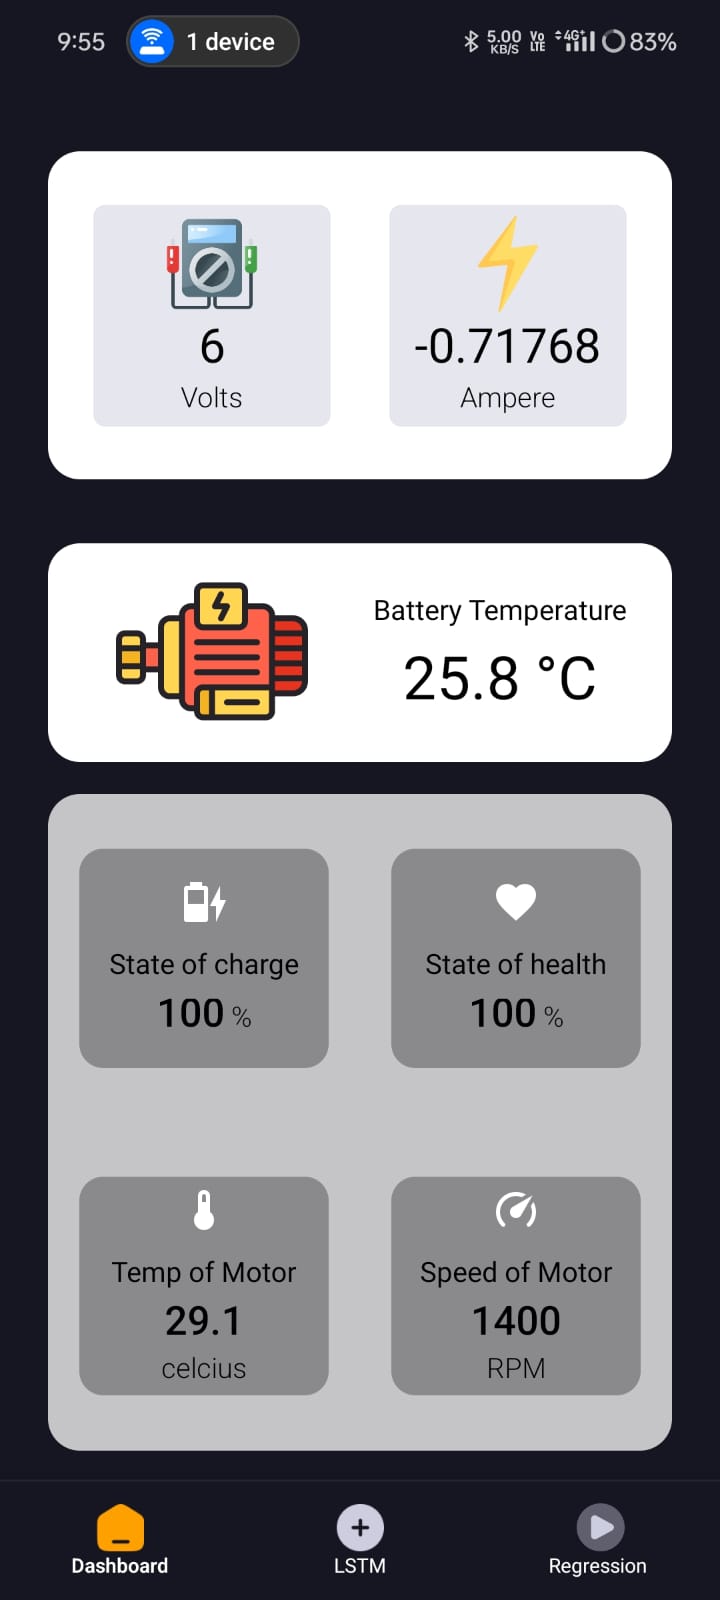 9:55 1 device 5.00 KB/S Vo LTE 4G+ 83%
6 -0.71768
Volts Ampere
Battery Temperature
25.8 °C
State of charge State of health
100 % 100 %
Temp of Motor Speed of Motor
29.1 1400
celcius RPM
Dashboard LSTM Regression